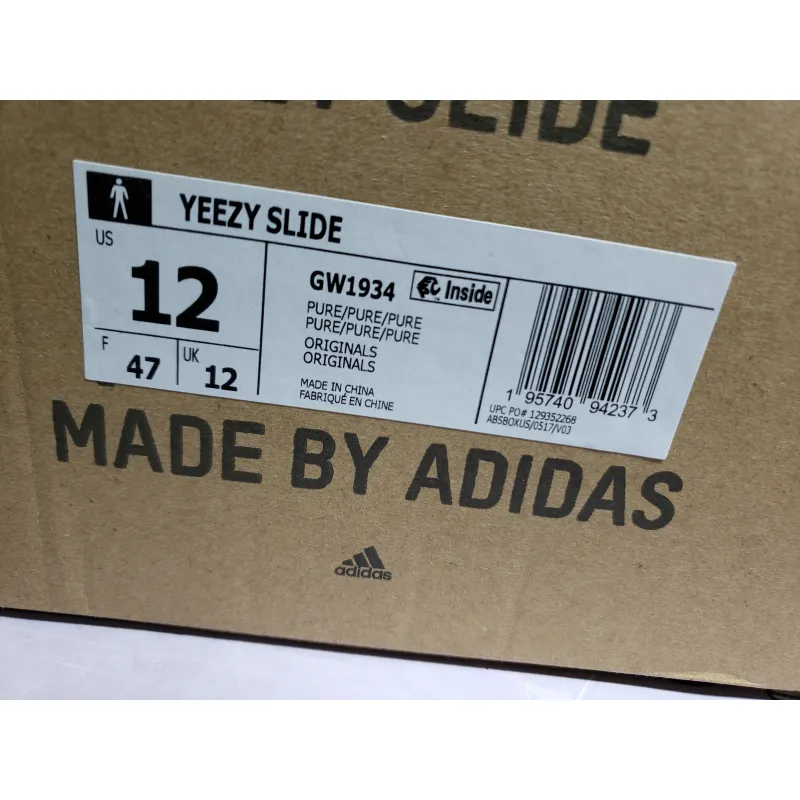 SLIDE
YEEZY SLIDE
US
12
F
47
UK
12
GW1934
Inside
PURE/PURE/PURE
PURE/PURE/PURE
ORIGINALS
ORIGINALS
MADE IN CHINA
FABRIQUÉ EN CHINE
1 95740 94237 3
UPC PO# 129352268
ABSBOXUS/0517/V03
MADE BY ADIDAS
adidas